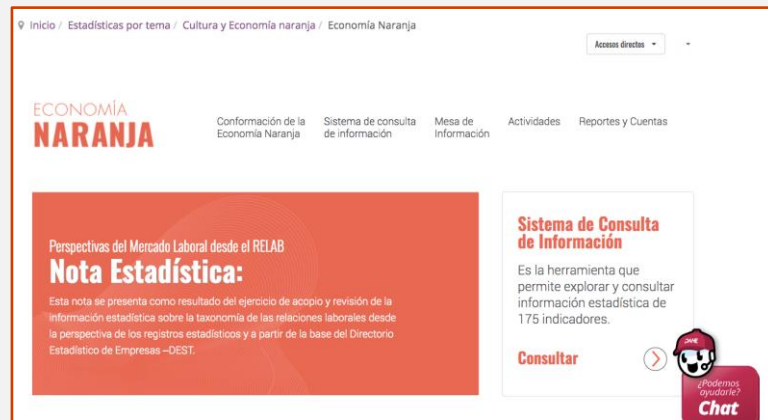 Inicio / Estadísticas por tema / Cultura y Economía naranja / Economía Naranja
Accesos directos
ECONOMÍA
NARANJA
Conformación de la
Economía Naranja
Sistema de consulta
de información
Mesa de
Información
Actividades
Reportes y Cuentas
Perspectivas del Mercado Laboral desde el RELAB
Nota Estadística:
Esta nota se presenta como resultado del ejercicio de acopio y revisión de la
información estadística sobre la taxonomía de las relaciones laborales desde
la perspectiva de los registros estadísticos y a partir de la base del Directorio
Estadístico de Empresas –DEST.
Sistema de Consulta
de Información
Es la herramienta que
permite explorar y consultar
información estadística de
175 indicadores.
Consultar
DANE
¿Podemos
ayudarle?
Chat